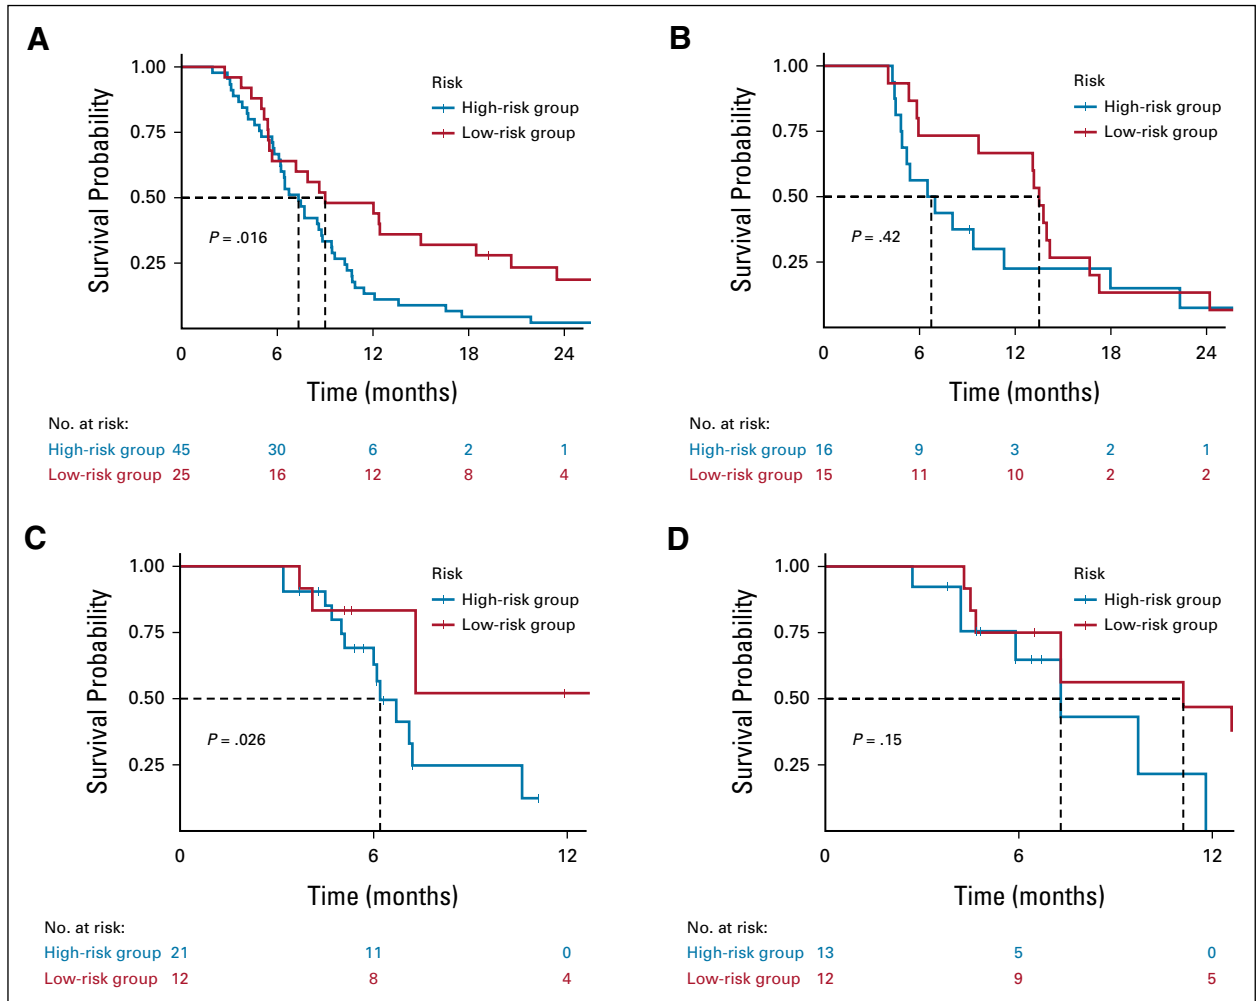 A
1.00
0.75
0.50
0.25
Survival Probability
Risk
High-risk group
Low-risk group
P = .016
0 6 12 18 24
Time (months)
No. at risk:
High-risk group 45 30 6 2 1
Low-risk group 25 16 12 8 4
B
1.00
0.75
0.50
0.25
Survival Probability
Risk
High-risk group
Low-risk group
P = .42
0 6 12 18 24
Time (months)
No. at risk:
High-risk group 16 9 3 2 1
Low-risk group 15 11 10 2 2
C
1.00
0.75
0.50
0.25
Survival Probability
Risk
High-risk group
Low-risk group
P = .026
0 6 12
Time (months)
No. at risk:
High-risk group 21 11 0
Low-risk group 12 8 4
D
1.00
0.75
0.50
0.25
Survival Probability
Risk
High-risk group
Low-risk group
P = .15
0 6 12
Time (months)
No. at risk:
High-risk group 13 5 0
Low-risk group 12 9 5